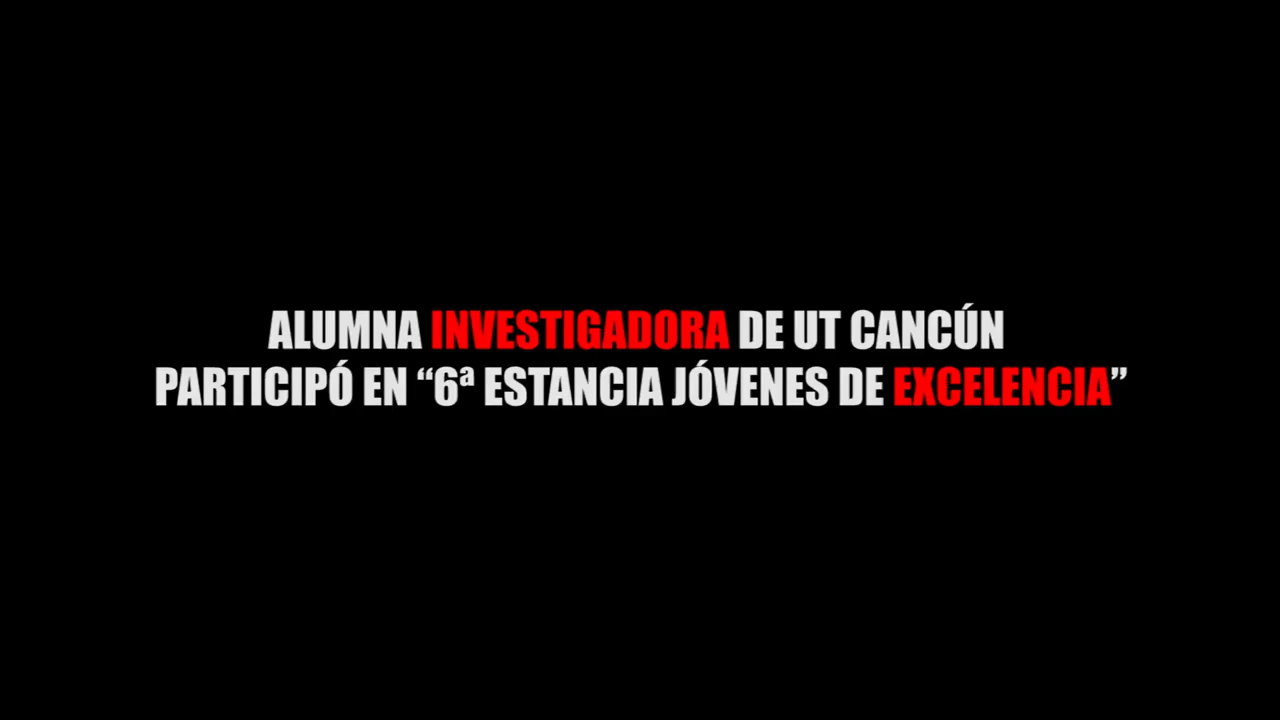 ALUMNA INVESTIGADORA DE UT CANCÚN
PARTICIPÓ EN “6ª ESTANCIA JÓVENES DE EXCELENCIA”